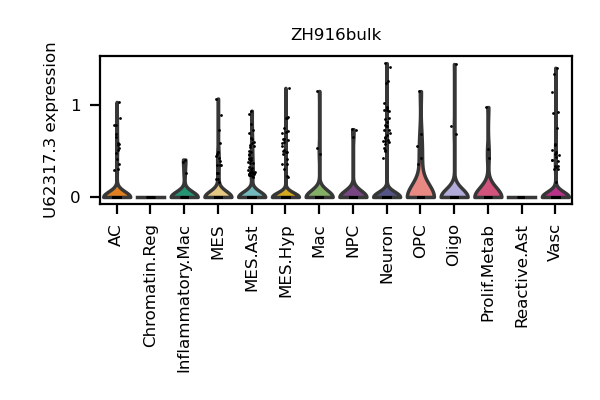 ZH916bulk
U62317.3 expression
1
0
AC
Chromatin.Reg
Inflammatory.Mac
MES
MES.Ast
MES.Hyp
Mac
NPC
Neuron
OPC
Oligo
Prolif.Metab
Reactive.Ast
Vasc